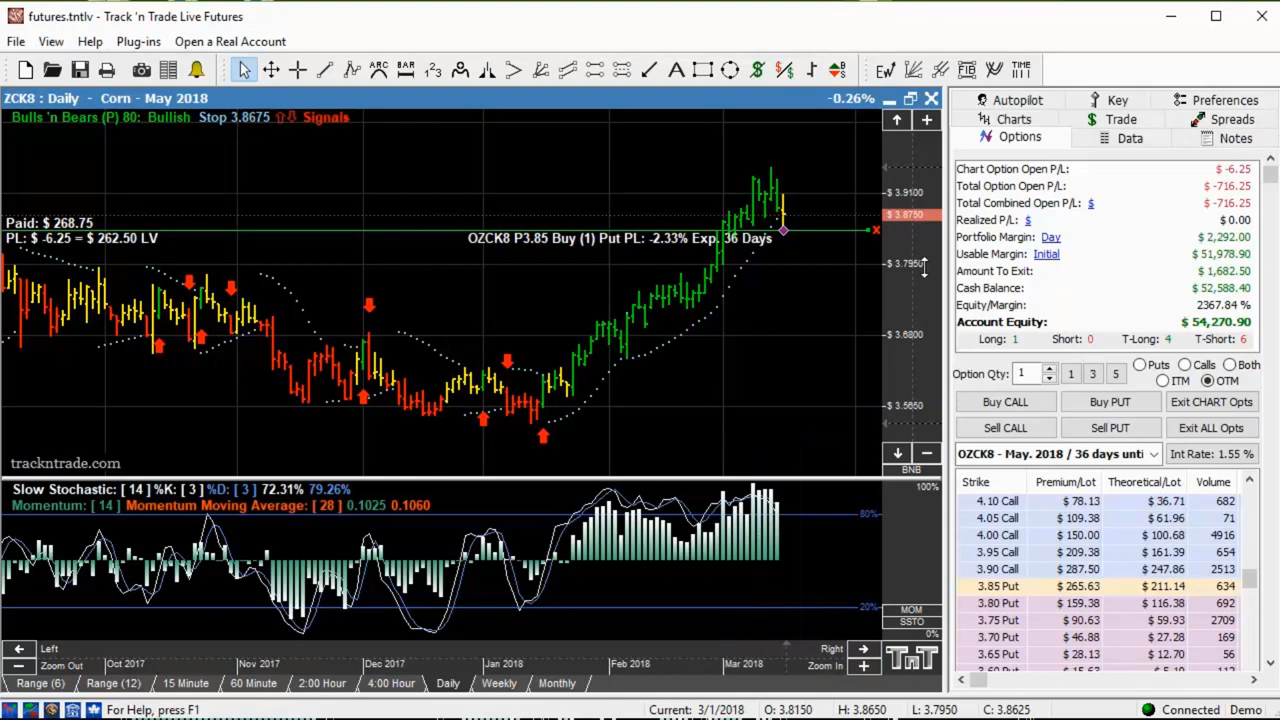 futures.tntlv - Track 'n Trade Live Futures
File View Help Plug-ins Open a Real Account
ARC BAR 123 A $ $/% B EW FIB TIME
ZCK8 : Daily - Corn - May 2018 -0.26%
Bulls 'n Bears (P) 80: Bullish Stop 3.8675 Signals
$ 3.9100
$ 3.8750
$ 3.7950
$ 3.6800
$ 3.5650
BNB
Paid: $ 268.75
PL: $ -6.25 = $ 262.50 LV
OZCK8 P3.85 Buy (1) Put PL: -2.33% Exp. 36 Days
trackntrade.com
Slow Stochastic: [ 14 ] %K: [ 3 ] %D: [ 3 ] 72.31% 79.26%
Momentum: [ 14 ] Momentum Moving Average: [ 28 ] 0.1025 0.1060
100%
80%
20%
MOM
SSTO
0%
Left Right
Zoom Out Oct 2017 Nov 2017 Dec 2017 Jan 2018 Feb 2018 Mar 2018 Zoom In
TNT
Range (6) Range (12) 15 Minute 60 Minute 2:00 Hour 4:00 Hour Daily Weekly Monthly
Autopilot Key Preferences
Charts Trade Spreads
Options Data Notes
Chart Option Open P/L: $ -6.25
Total Option Open P/L: $ -716.25
Total Combined Open P/L: $ $ -716.25
Realized P/L: $ $ 0.00
Portfolio Margin: Day $ 2,292.00
Usable Margin: Initial $ 51,978.90
Amount To Exit: $ 1,682.50
Cash Balance: $ 52,588.40
Equity/Margin: 2367.84 %
Account Equity: $ 54,270.90
Long: 1 Short: 0 T-Long: 4 T-Short: 6
Option Qty: 1 1 3 5 Puts Calls Both
ITM OTM
Buy CALL Buy PUT Exit CHART Opts
Sell CALL Sell PUT Exit ALL Opts
OZCK8 - May. 2018 / 36 days unti Int Rate: 1.55 %
Strike Premium/Lot Theoretical/Lot Volume
4.10 Call $ 78.13 $ 36.71 682
4.05 Call $ 109.38 $ 61.96 71
4.00 Call $ 150.00 $ 100.68 4916
3.95 Call $ 209.38 $ 161.39 654
3.90 Call $ 287.50 $ 247.86 2513
3.85 Put $ 265.63 $ 211.14 634
3.80 Put $ 159.38 $ 116.38 692
3.75 Put $ 90.63 $ 59.93 2709
3.70 Put $ 46.88 $ 27.28 169
3.65 Put $ 28.13 $ 12.70 56
For Help, press F1 Current: 3/1/2018 O: 3.8150 H: 3.8650 L: 3.7950 C: 3.8625 Connected Demo